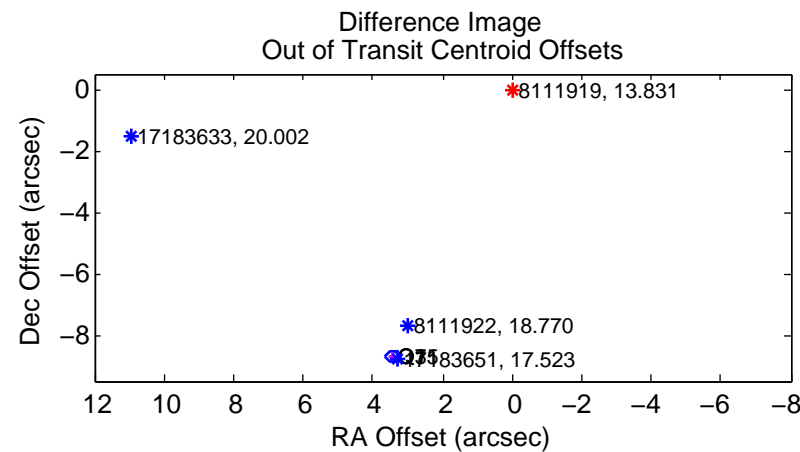 Difference Image
Out of Transit Centroid Offsets
Dec Offset (arcsec)
0
−2
−4
−6
−8
8111919, 13.831
17183633, 20.002
8111922, 18.770
17183651, 17.523
12 10 8 6 4 2 0 −2 −4 −6 −8
RA Offset (arcsec)